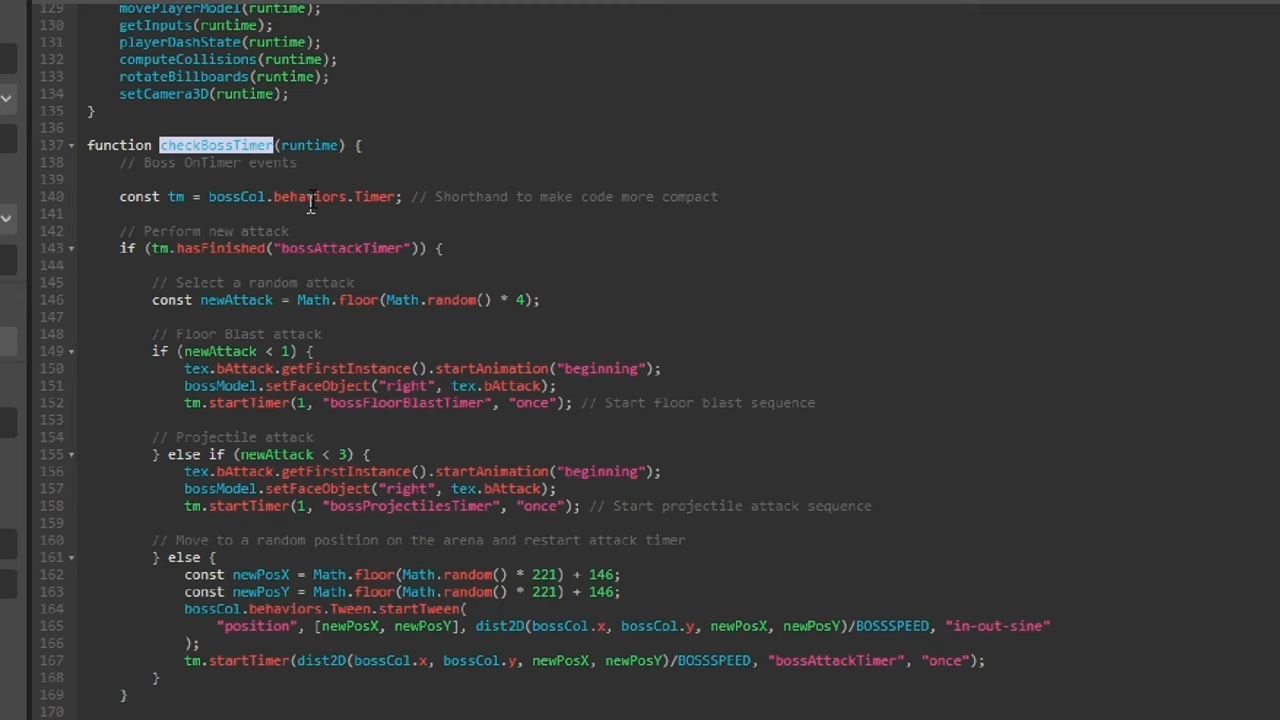 129 movePlayerModel(runtime);
130 getInputs(runtime);
131 playerDashState(runtime);
132 computeCollisions(runtime);
133 rotateBillboards(runtime);
134 setCamera3D(runtime);
135 }
136
137 function checkBossTimer(runtime) {
138 // Boss OnTimer events
139
140 const tm = bossCol.behaviors.Timer; // Shorthand to make code more compact
141
142 // Perform new attack
143 if (tm.hasFinished("bossAttackTimer")) {
144
145 // Select a random attack
146 const newAttack = Math.floor(Math.random() * 4);
147
148 // Floor Blast attack
149 if (newAttack < 1) {
150 tex.bAttack.getFirstInstance().startAnimation("beginning");
151 bossModel.setFaceObject("right", tex.bAttack);
152 tm.startTimer(1, "bossFloorBlastTimer", "once"); // Start floor blast sequence
153
154 // Projectile attack
155 } else if (newAttack < 3) {
156 tex.bAttack.getFirstInstance().startAnimation("beginning");
157 bossModel.setFaceObject("right", tex.bAttack);
158 tm.startTimer(1, "bossProjectilesTimer", "once"); // Start projectile attack sequence
159
160 // Move to a random position on the arena and restart attack timer
161 } else {
162 const newPosX = Math.floor(Math.random() * 221) + 146;
163 const newPosY = Math.floor(Math.random() * 221) + 146;
164 bossCol.behaviors.Tween.startTween(
165 "position", [newPosX, newPosY], dist2D(bossCol.x, bossCol.y, newPosX, newPosY)/BOSSSPEED, "in-out-sine"
166 );
167 tm.startTimer(dist2D(bossCol.x, bossCol.y, newPosX, newPosY)/BOSSSPEED, "bossAttackTimer", "once");
168 }
169 }
170